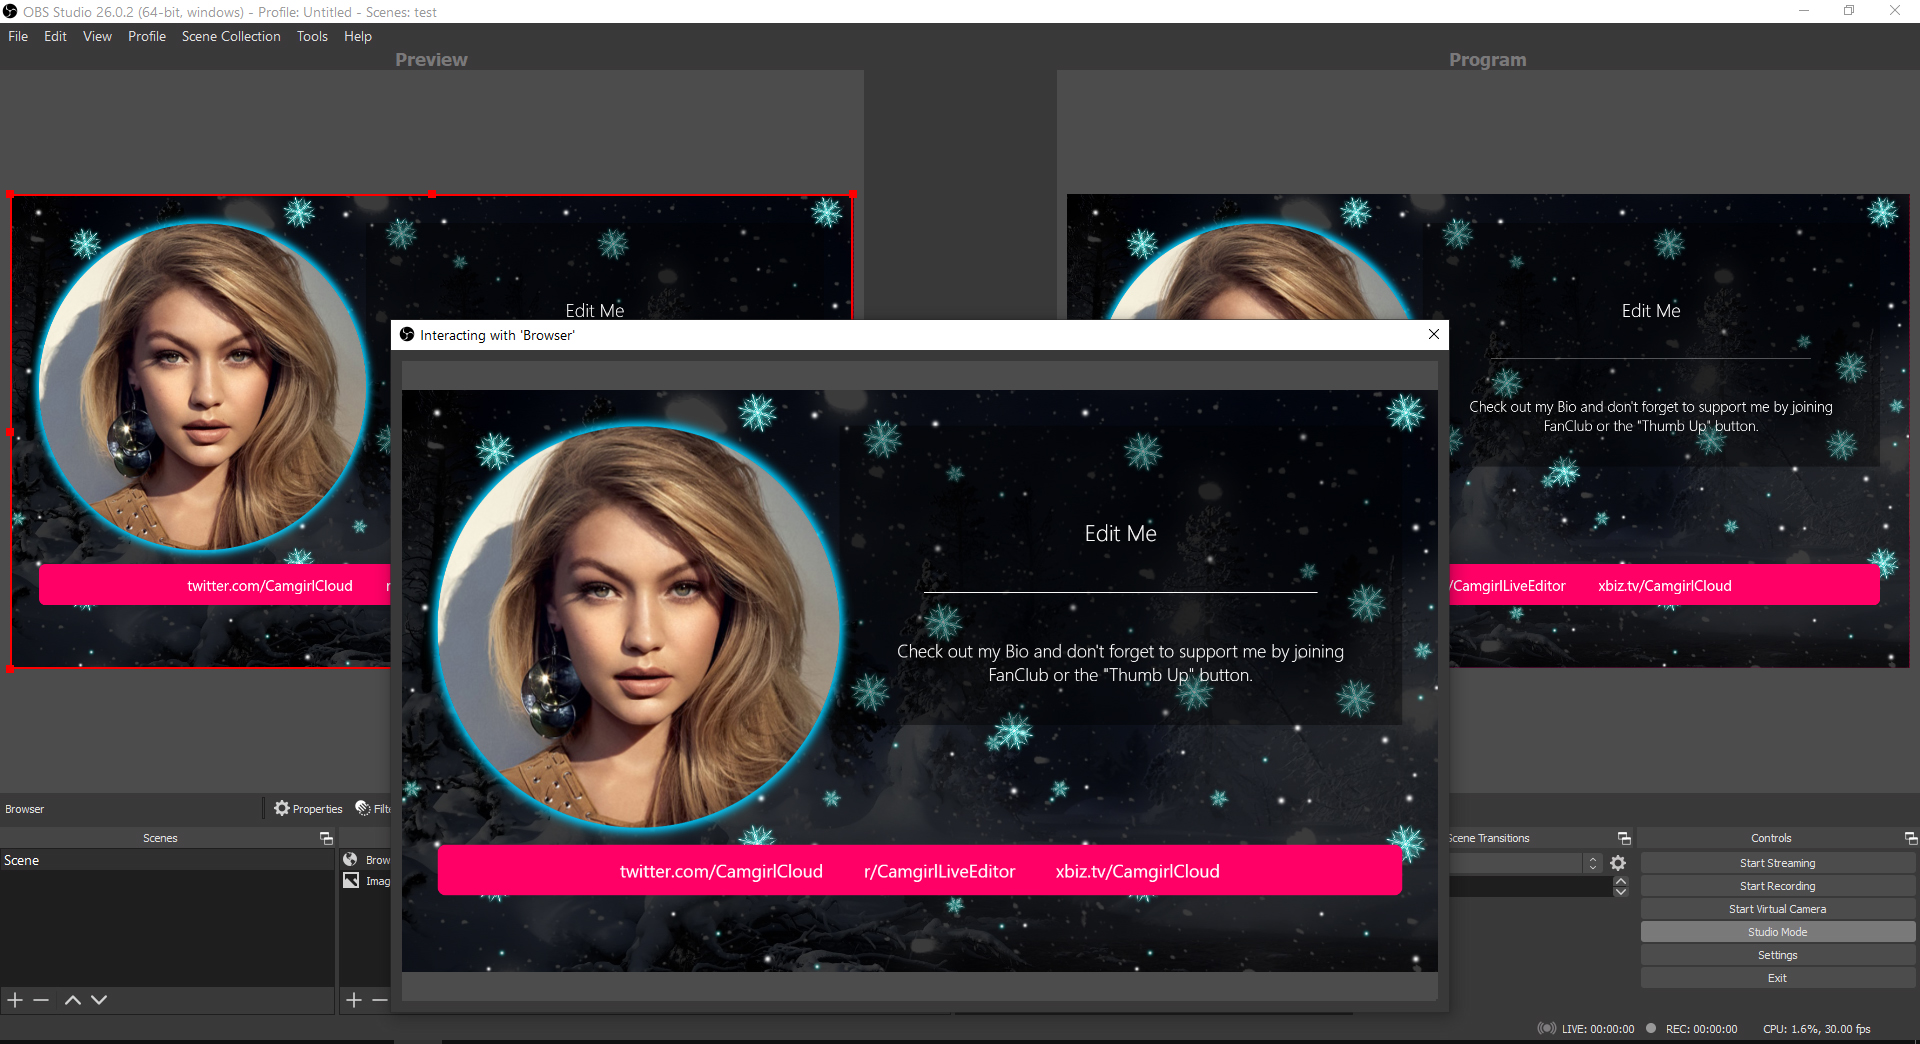 OBS Studio 26.0.2 (64-bit, windows) - Profile: Untitled - Scenes: test
File Edit View Profile Scene Collection Tools Help
Preview
Program
Edit Me
twitter.com/CamgirlCloud r
Edit Me
Check out my Bio and don't forget to support me by joining
FanClub or the "Thumb Up" button.
/CamgirlLiveEditor xbiz.tv/CamgirlCloud
Interacting with 'Browser'
Edit Me
Check out my Bio and don't forget to support me by joining
FanClub or the "Thumb Up" button.
twitter.com/CamgirlCloud r/CamgirlLiveEditor xbiz.tv/CamgirlCloud
Browser
Properties
Filt
Scenes
Scene
Brow
Imag
Scene Transitions
Controls
Start Streaming
Start Recording
Start Virtual Camera
Studio Mode
Settings
Exit
LIVE: 00:00:00 REC: 00:00:00 CPU: 1.6%, 30.00 fps